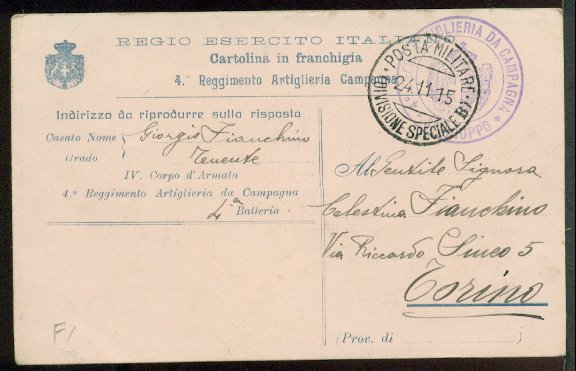 REGIO ESERCITO ITALIANO
Cartolina in franchigia
4.º Reggimento Artiglieria Campagna
POSTA MILITARE
24.11.15
(DIVISIONE SPECIALE B)
GLIERIA DA CAMPAGNA
UPPO
Indirizzo da riprodurre sulla risposta
Casato Nome Giorgio Fianchino
Grado Tenente
IV. Corpo d'Armata
4.º Reggimento Artiglieria da Campagna
4ª Batteria
Al Gentile Signora
Celestina Fianchino
Via Riccardo Sineo 5
Torino
(Prov. di )
F/